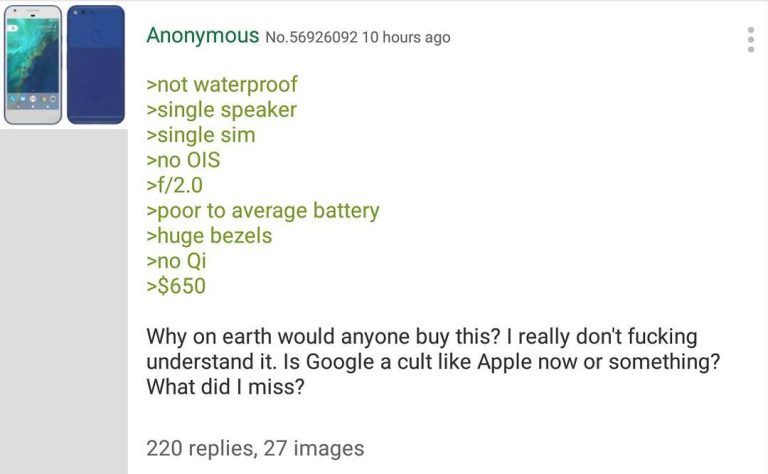 Anonymous No.56926092 10 hours ago
>not waterproof
>single speaker
>single sim
>no OIS
>f/2.0
>poor to average battery
>huge bezels
>no Qi
>$650
Why on earth would anyone buy this? I really don't fucking
understand it. Is Google a cult like Apple now or something?
What did I miss?
220 replies, 27 images